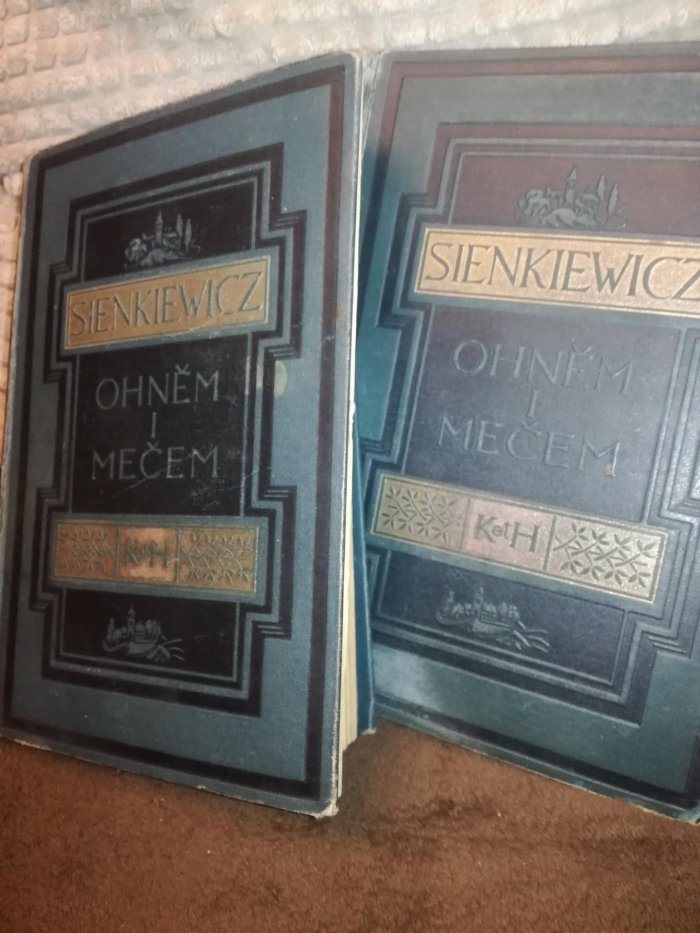 SIENKIEWICZ
OHNĚM
I
MEČEM
K et H
SIENKIEWICZ
OHNĚM
I
MEČEM
K et H